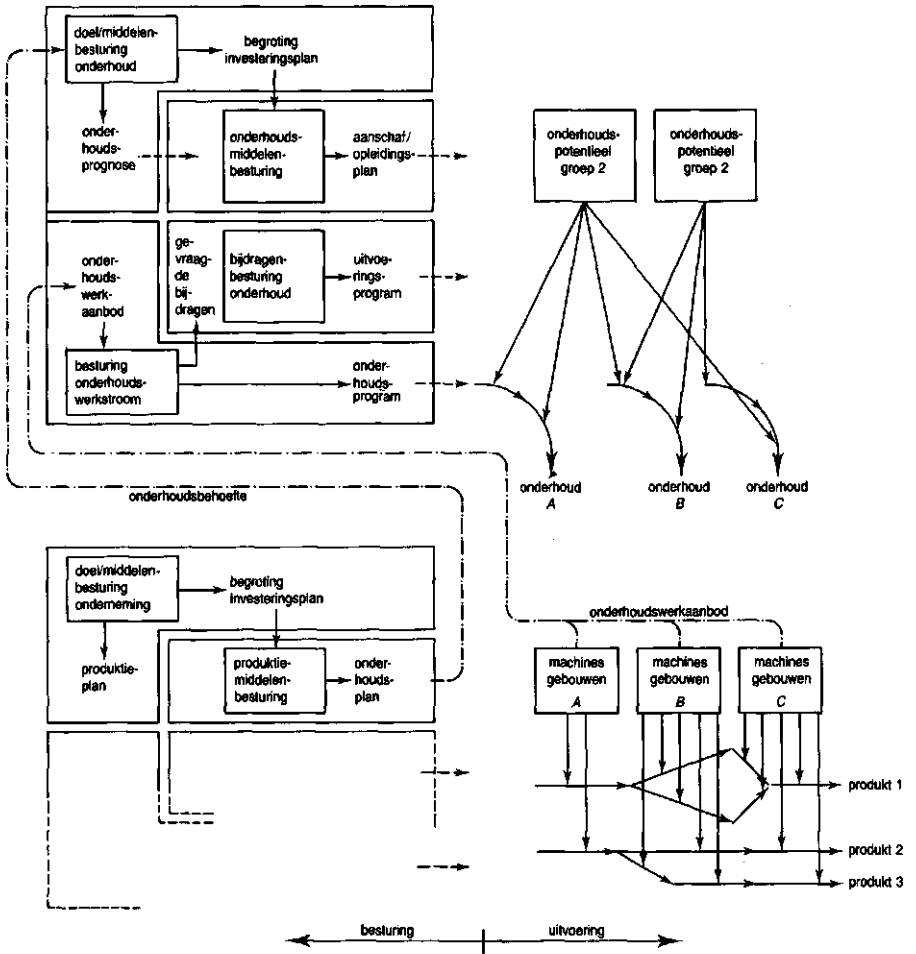 doel/middelen-
besturing
onderhoud
begroting
investeringsplan
onder-
houds-
prognose
onderhouds-
middelen-
besturing
aanschaf/
opleidings-
plan
onder-
houds-
werk-
aanbod
ge-
vraag-
de
bij-
dragen
bijdragen-
besturing
onderhoud
uitvoe-
rings-
program
besturing
onderhouds-
werkstroom
onder-
houds-
program
onderhouds-
potentieel
groep 2
onderhouds-
potentieel
groep 2
onderhoud
A
onderhoud
B
onderhoud
C
onderhoudsbehoefte
doel/middelen-
besturing
onderneming
begroting
investeringsplan
produktie-
plan
produktie-
middelen-
besturing
onder-
houds-
plan
onderhoudswerkaanbod
machines
gebouwen
A
machines
gebouwen
B
machines
gebouwen
C
produkt 1
produkt 2
produkt 3
besturing
uitvoering